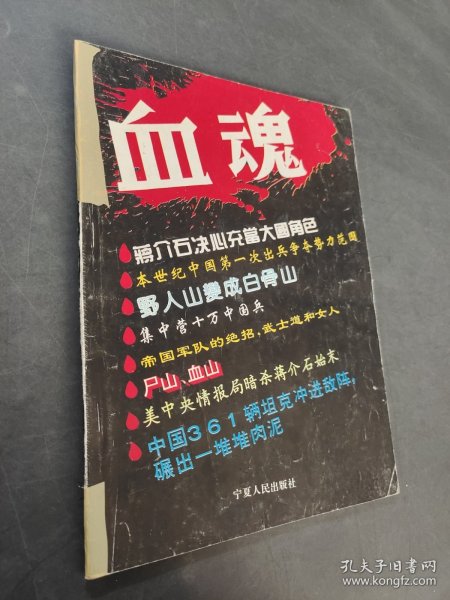 血魂
蒋介石决心充當大國角色
本世纪中国第一次出兵争夺势力范围
野人山變成白骨山
集中营十万中国兵
帝国军队的绝招,武士道和女人
尸山、血山
美中央情报局暗杀蒋介石始末
中国361辆坦克冲进敌阵,
碾出一堆堆肉泥
宁夏人民出版社
孔夫子旧书网
www.kongfz.com